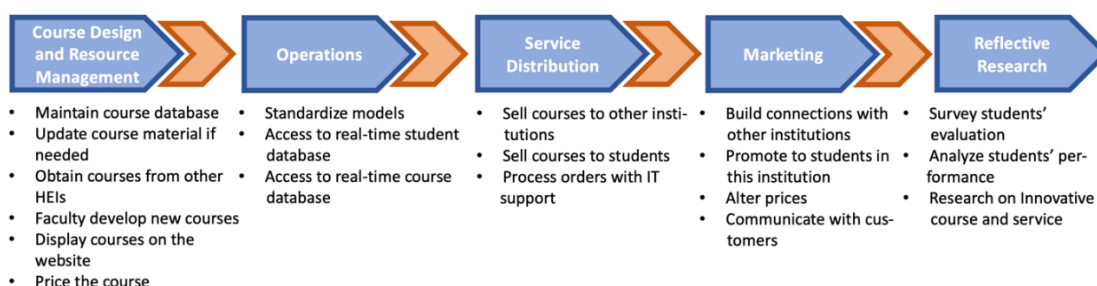 Course Design
and Resource
Management
• Maintain course database
• Update course material if
needed
• Obtain courses from other
HEIs
• Faculty develop new courses
• Display courses on the
website
• Price the course
Operations
• Standardize models
• Access to real-time student
database
• Access to real-time course
database
Service
Distribution
• Sell courses to other insti-
tutions
• Sell courses to students
• Process orders with IT
support
Marketing
• Build connections with
other institutions
• Promote to students in
this institution
• Alter prices
• Communicate with cus-
tomers
Reflective
Research
• Survey students’
evaluation
• Analyze students’ per-
formance
• Research on Innovative
course and service